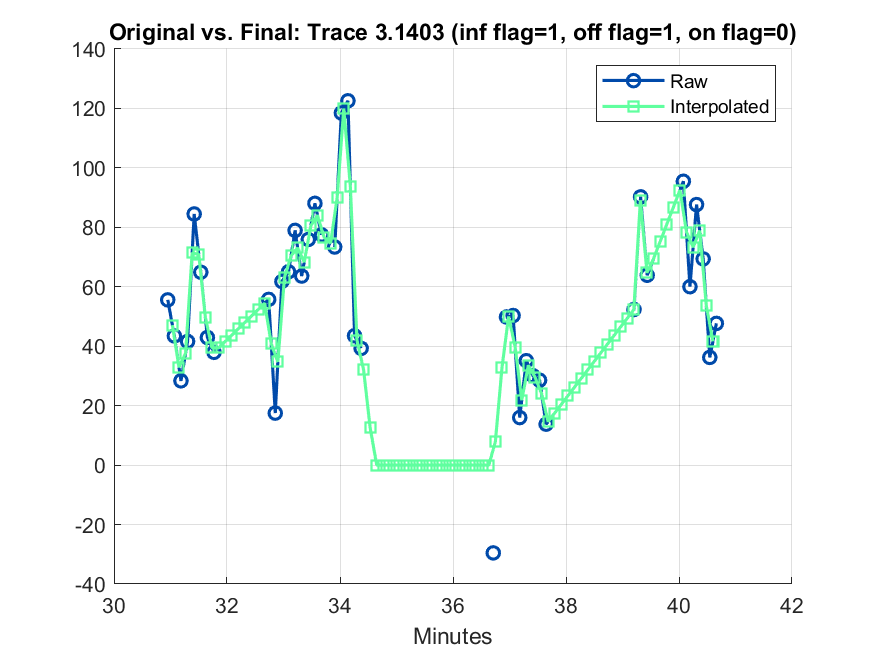 Original vs. Final: Trace 3.1403 (inf flag=1, off flag=1, on flag=0)
140
120
100
80
60
40
20
0
-20
-40
Raw
Interpolated
30 32 34 36 38 40 42
Minutes